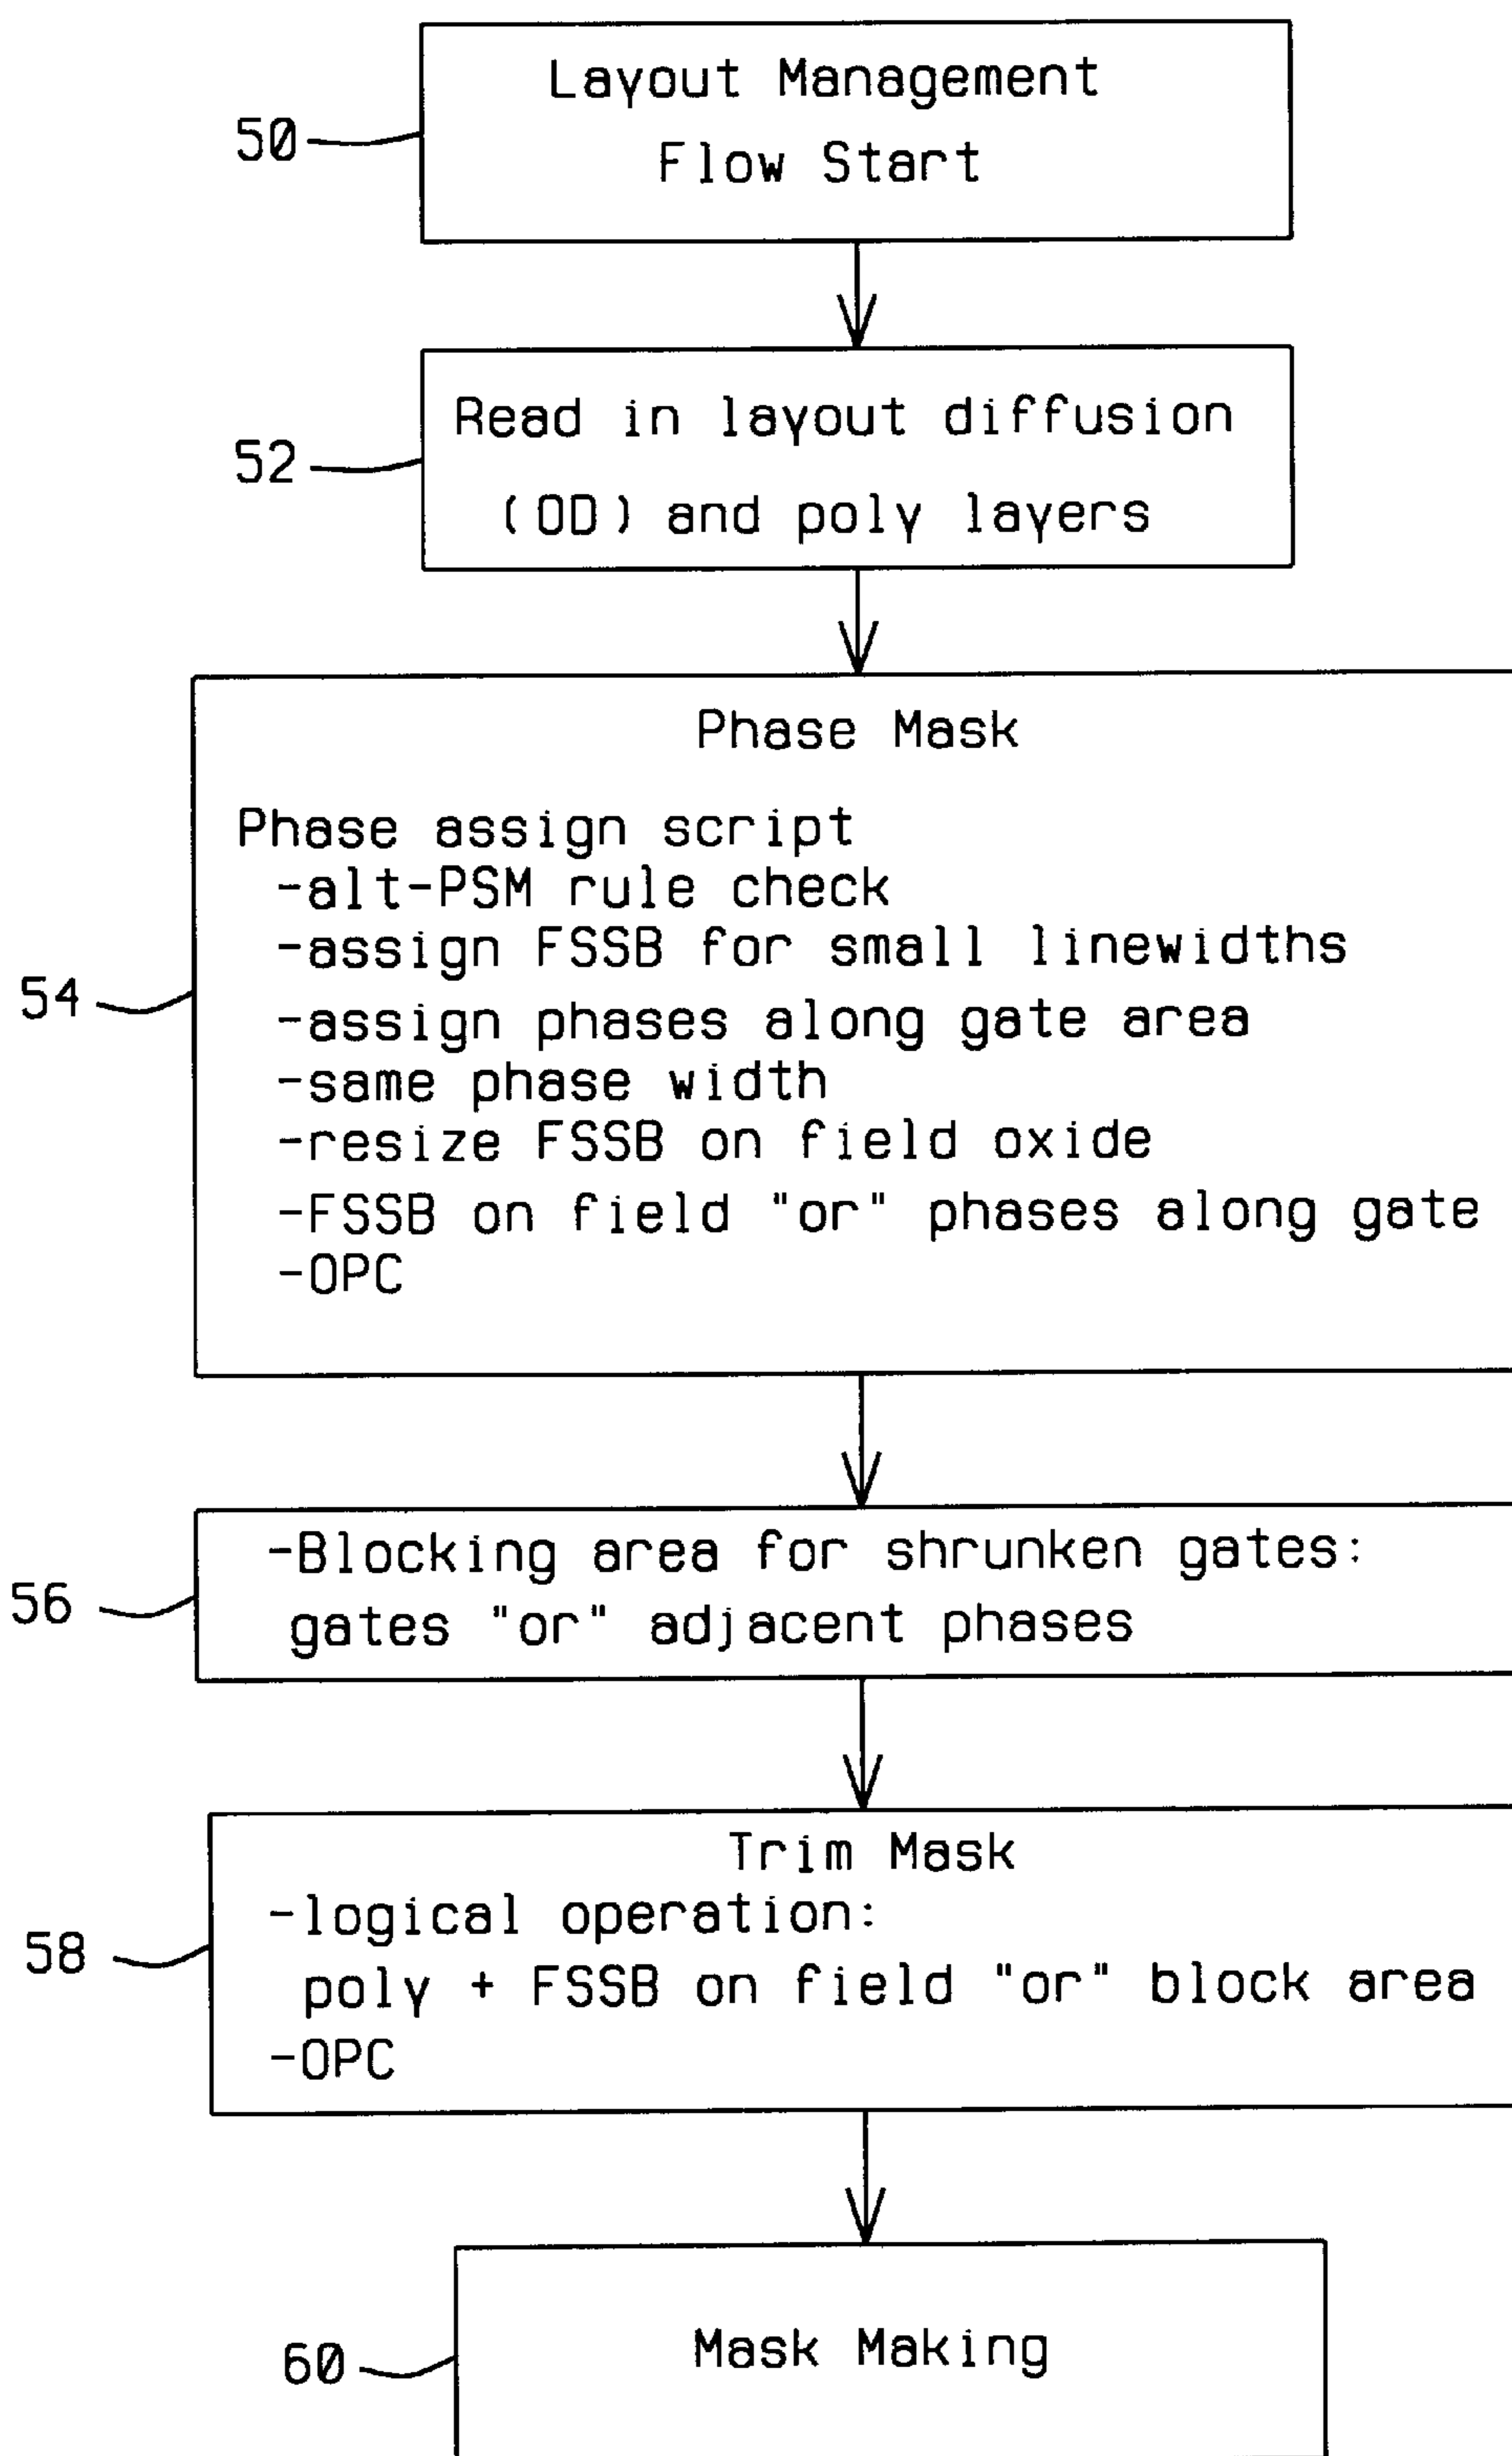 Layout Management
Flow Start
50
Read in layout diffusion
(OD) and poly layers
52
Phase Mask
Phase assign script
-alt-PSM rule check
-assign FSSB for small linewidths
-assign phases along gate area
-same phase width
-resize FSSB on field oxide
-FSSB on field "or" phases along gate
-OPC
54
-Blocking area for shrunken gates:
gates "or" adjacent phases
56
Trim Mask
-logical operation:
poly + FSSB on field "or" block area
-OPC
58
Mask Making
60